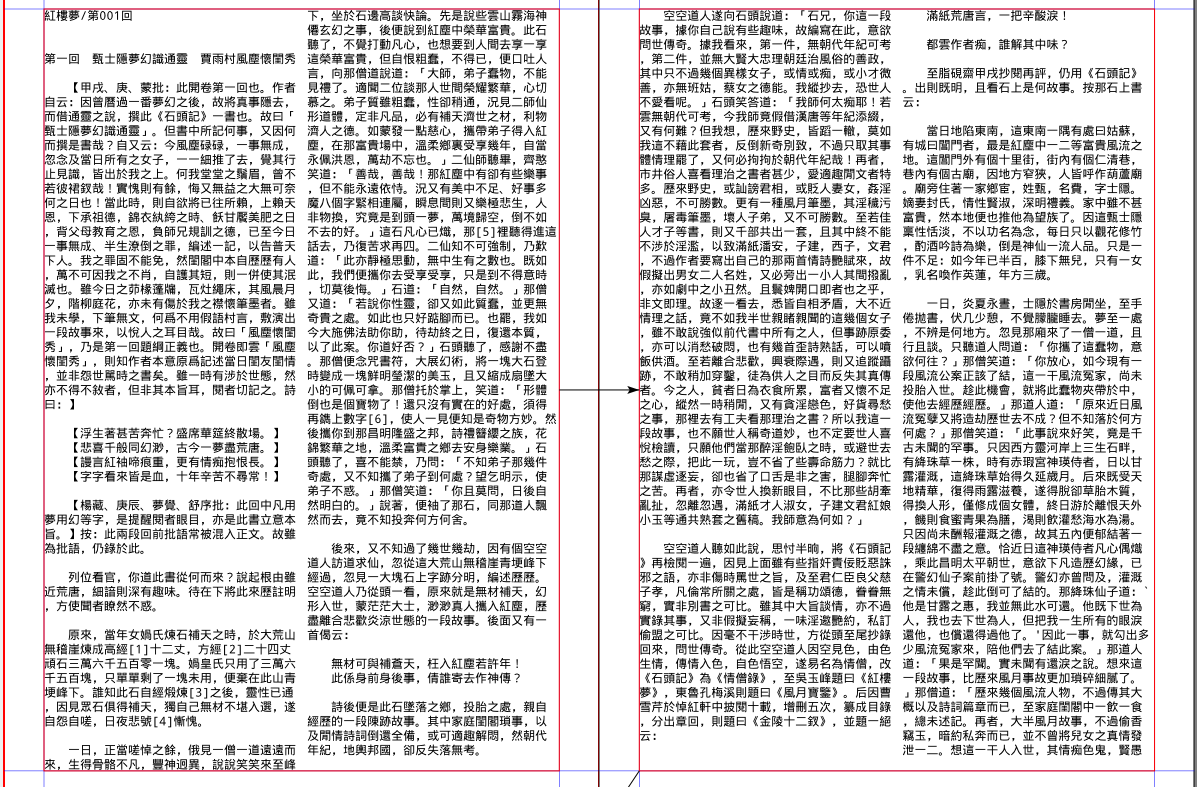 紅樓夢/第001回
第一回　甄士隱夢幻識通靈　賈雨村風塵懷閨秀
【甲戌、庚、蒙批：此開卷第一回也。作者
自云：因曾歷過一番夢幻之後，故將真事隱去，
而借通靈之說，撰此《石頭記》一書也。故曰「
甄士隱夢幻識通靈」。但書中所記何事，又因何
而撰是書哉？自又云：今風塵碌碌，一事無成，
忽念及當日所有之女子，一一細推了去，覺其行
止見識，皆出於我之上。何我堂堂之鬚眉，曾不
若彼裙釵哉！實愧則有餘，悔又無益之大無可奈
何之日也！當此時，則自欲將已往所賴，上賴天
恩，下承祖德，錦衣紈絝之時、飫甘饜美肥之日
，背父母教育之恩，負師兄規訓之德，已至今日
一事無成、半生潦倒之罪，編述一記，以告普天
下人。我之罪固不能免，然閨閣中本自歷歷有人
，萬不可因我之不肖，自護其短，則一併使其泯
滅也。雖今日之茆椽蓬牖，瓦灶繩床，其風晨月
夕，階柳庭花，亦未有傷於我之襟懷筆墨者。雖
我未學，下筆無文，何爲不用假語村言，敷演出
一段故事來，以悅人之耳目哉。故曰「風塵懷閨
秀」，乃是第一回題綱正義也。開卷即雲「風塵
懷閨秀」，則知作者本意原爲記述當日閨友閨情
，並非怨世罵時之書矣。雖一時有涉於世態，然
亦不得不敘者，但非其本旨耳，閱者切記之。詩
曰：】
【浮生著甚苦奔忙？盛席華筵終散場。】
【悲喜千般同幻渺，古今一夢盡荒唐。】
【謾言紅袖啼痕重，更有情痴抱恨長。】
【字字看來皆是血，十年辛苦不尋常！】
【楊藏、庚辰、夢覺、舒序批：此回中凡用
夢用幻等字，是提醒閱者眼目，亦是此書立意本
旨。】按：此兩段回前批語常被混入正文。故雖
為批語，仍錄於此。
列位看官，你道此書從何而來？說起根由雖
近荒唐，細諳則深有趣味。待在下將此來歷註明
，方使閱者瞭然不惑。
原來，當年女媧氏煉石補天之時，於大荒山
無稽崖煉成高經[1]十二丈，方經[2]二十四丈
頑石三萬六千五百零一塊。媧皇氏只用了三萬六
千五百塊，只單單剩了一塊未用，便棄在此山青
埂峰下。誰知此石自經煅煉[3]之後，靈性已通
，因見眾石俱得補天，獨自己無材不堪入選，遂
自怨自嗟，日夜悲號[4]慚愧。
一日，正當嗟悼之餘，俄見一僧一道遠遠而
來，生得骨骼不凡，豐神迥異，說說笑笑來至峰
下，坐於石邊高談快論。先是說些雲山霧海神
僊玄幻之事，後便說到紅塵中榮華富貴。此石
聽了，不覺打動凡心，也想要到人間去享一享
這榮華富貴，但自恨粗蠢，不得已，便口吐人
言，向那僧道說道：「大師，弟子蠢物，不能
見禮了。適聞二位談那人世間榮耀繁華，心切
慕之。弟子質雖粗蠢，性卻稍通，況見二師仙
形道體，定非凡品，必有補天濟世之材，利物
濟人之德。如蒙發一點慈心，攜帶弟子得入紅
塵，在那富貴場中，溫柔鄉裏受享幾年，自當
永佩洪恩，萬劫不忘也。」二仙師聽畢，齊憨
笑道：「善哉，善哉！那紅塵中有卻有些樂事
，但不能永遠依恃。況又有美中不足、好事多
魔八個字緊相連屬，瞬息間則又樂極悲生，人
非物換，究竟是到頭一夢，萬境歸空，倒不如
不去的好。」這石凡心已熾，那[5]裡聽得進這
話去，乃復苦求再四。二仙知不可強制，乃歎
道：「此亦靜極思動，無中生有之數也。既如
此，我們便攜你去受享受享，只是到不得意時
，切莫後悔。」石道：「自然，自然。」那僧
又道：「若說你性靈，卻又如此質蠢，並更無
奇貴之處。如此也只好踮腳而已。也罷，我如
今大施佛法助你助，待劫終之日，復還本質，
以了此案。你道好否？」石頭聽了，感謝不盡
。那僧便念咒書符，大展幻術，將一塊大石登
時變成一塊鮮明瑩潔的美玉，且又縮成扇墜大
小的可佩可拿。那僧托於掌上，笑道：「形體
倒也是個寶物了！還只沒有實在的好處，須得
再鐫上數字[6]，使人一見便知是奇物方妙。然
後攜你到那昌明隆盛之邦，詩禮簪纓之族，花
錦繁華之地，溫柔富貴之鄉去安身樂業。」石
頭聽了，喜不能禁，乃問：「不知弟子那幾件
奇處，又不知攜了弟子到何處？望乞明示，使
弟子不惑。」那僧笑道：「你且莫問，日後自
然明白的。」說著，便袖了那石，同那道人飄
然而去，竟不知投奔何方何舍。
後來，又不知過了幾世幾劫，因有個空空
道人訪道求仙，忽從這大荒山無稽崖青埂峰下
經過，忽見一大塊石上字跡分明，編述歷歷。
空空道人乃從頭一看，原來就是無材補天，幻
形入世，蒙茫茫大士，渺渺真人攜入紅塵，歷
盡離合悲歡炎涼世態的一段故事。後面又有一
首偈云：
無材可與補蒼天，枉入紅塵若許年！
此係身前身後事，倩誰寄去作神傳？
詩後便是此石墜落之鄉，投胎之處，親自
經歷的一段陳跡故事。其中家庭閨閣瑣事，以
及閒情詩詞倒還全備，或可適趣解悶，然朝代
年紀，地輿邦國，卻反失落無考。
空空道人遂向石頭說道：「石兄，你這一段
故事，據你自己說有些趣味，故編寫在此，意欲
問世傳奇。據我看來，第一件，無朝代年紀可考
，第二件，並無大賢大忠理朝廷治風俗的善政，
其中只不過幾個異樣女子，或情或痴，或小才微
善，亦無班姑，蔡女之德能。我縱抄去，恐世人
不愛看呢。」石頭笑答道：「我師何太痴耶！若
雲無朝代可考，今我師竟假借漢唐等年紀添綴，
又有何難？但我想，歷來野史，皆蹈一轍，莫如
我這不藉此套者，反倒新奇別致，不過只取其事
體情理罷了，又何必拘拘於朝代年紀哉！再者，
市井俗人喜看理治之書者甚少，愛適趣閒文者特
多。歷來野史，或訕謗君相，或貶人妻女，姦淫
凶惡，不可勝數。更有一種風月筆墨，其淫穢污
臭，屠毒筆墨，壞人子弟，又不可勝數。至若佳
人才子等書，則又千部共出一套，且其中終不能
不涉於淫濫，以致滿紙潘安，子建，西子，文君
，不過作者要寫出自己的那兩首情詩艷賦來，故
假擬出男女二人名姓，又必旁出一小人其間撥亂
，亦如劇中之小丑然。且鬟婢開口即者也之乎，
非文即理。故逐一看去，悉皆自相矛盾，大不近
情理之話，竟不如我半世親睹親聞的這幾個女子
，雖不敢說強似前代書中所有之人，但事跡原委
，亦可以消愁破悶，也有幾首歪詩熟話，可以噴
飯供酒。至若離合悲歡，興衰際遇，則又追蹤躡
跡，不敢稍加穿鑿，徒為供人之目而反失其真傳
者。今之人，貧者日為衣食所累，富者又懷不足
之心，縱然一時稍閒，又有貪淫戀色，好貨尋愁
之事，那裡去有工夫看那理治之書？所以我這一
段故事，也不願世人稱奇道妙，也不定要世人喜
悅檢讀，只願他們當那醉淫飽臥之時，或避世去
愁之際，把此一玩，豈不省了些壽命筋力？就比
那謀虛逐妄，卻也省了口舌是非之害，腿腳奔忙
之苦。再者，亦令世人換新眼目，不比那些胡牽
亂扯，忽離忽遇，滿紙才人淑女，子建文君紅娘
小玉等通共熟套之舊稿。我師意為何如？」
空空道人聽如此說，思忖半晌，將《石頭記
》再檢閱一遍，因見上面雖有些指奸責佞貶惡誅
邪之語，亦非傷時罵世之旨，及至君仁臣良父慈
子孝，凡倫常所關之處，皆是稱功頌德，眷眷無
窮，實非別書之可比。雖其中大旨談情，亦不過
實錄其事，又非假擬妄稱，一味淫邀艷約，私訂
偷盟之可比。因毫不干涉時世，方從頭至尾抄錄
回來，問世傳奇。從此空空道人因空見色，由色
生情，傳情入色，自色悟空，遂易名為情僧，改
《石頭記》為《情僧錄》，至吳玉峰題曰《紅樓
夢》，東魯孔梅溪則題曰《風月寶鑒》。后因曹
雪芹於悼紅軒中披閱十載，增刪五次，纂成目錄
，分出章回，則題曰《金陵十二釵》，並題一絕
云：
滿紙荒唐言，一把辛酸淚！
都雲作者痴，誰解其中味？
至脂硯齋甲戌抄閱再評，仍用《石頭記》
。出則既明，且看石上是何故事。按那石上書
云：
當日地陷東南，這東南一隅有處曰姑蘇，
有城曰閶門者，最是紅塵中一二等富貴風流之
地。這閶門外有個十里街，街內有個仁清巷，
巷內有個古廟，因地方窄狹，人皆呼作葫蘆廟
。廟旁住著一家鄉宦，姓甄，名費，字士隱。
嫡妻封氏，情性賢淑，深明禮義。家中雖不甚
富貴，然本地便也推他為望族了。因這甄士隱
稟性恬淡，不以功名為念，每日只以觀花修竹
，酌酒吟詩為樂，倒是神仙一流人品。只是一
件不足：如今年已半百，膝下無兒，只有一女
，乳名喚作英蓮，年方三歲。
一日，炎夏永晝，士隱於書房閒坐，至手
倦拋書，伏几少憩，不覺朦朧睡去。夢至一處
，不辨是何地方。忽見那廂來了一僧一道，且
行且談。只聽道人問道：「你攜了這蠢物，意
欲何往？」那僧笑道：「你放心，如今現有一
段風流公案正該了結，這一干風流冤家，尚未
投胎入世。趁此機會，就將此蠢物夾帶於中，
使他去經歷經歷。」那道人道：「原來近日風
流冤孽又將造劫歷世去不成？但不知落於何方
何處？」那僧笑道：「此事說來好笑，竟是千
古未聞的罕事。只因西方靈河岸上三生石畔，
有絳珠草一株，時有赤瑕宮神瑛侍者，日以甘
露灌溉，這絳珠草始得久延歲月。后來既受天
地精華，復得雨露滋養，遂得脫卻草胎木質，
得換人形，僅修成個女體，終日游於離恨天外
，饑則食蜜青果為膳，渴則飲灌愁海水為湯。
只因尚未酬報灌溉之德，故其五內便郁結著一
段纏綿不盡之意。恰近日這神瑛侍者凡心偶熾
，乘此昌明太平朝世，意欲下凡造歷幻緣，已
在警幻仙子案前掛了號。警幻亦曾問及，灌溉
之情未償，趁此倒可了結的。那絳珠仙子道：‵
他是甘露之惠，我並無此水可還。他既下世為
人，我也去下世為人，但把我一生所有的眼淚
還他，也償還得過他了。′因此一事，就勾出多
少風流冤家來，陪他們去了結此案。」那道人
道：「果是罕聞。實未聞有還淚之說。想來這
一段故事，比歷來風月事故更加瑣碎細膩了。
」那僧道：「歷來幾個風流人物，不過傳其大
概以及詩詞篇章而已，至家庭閨閣中一飲一食
，總未述記。再者，大半風月故事，不過偷香
竊玉，暗約私奔而已，並不曾將兒女之真情發
泄一二。想這一干人入世，其情痴色鬼，賢愚